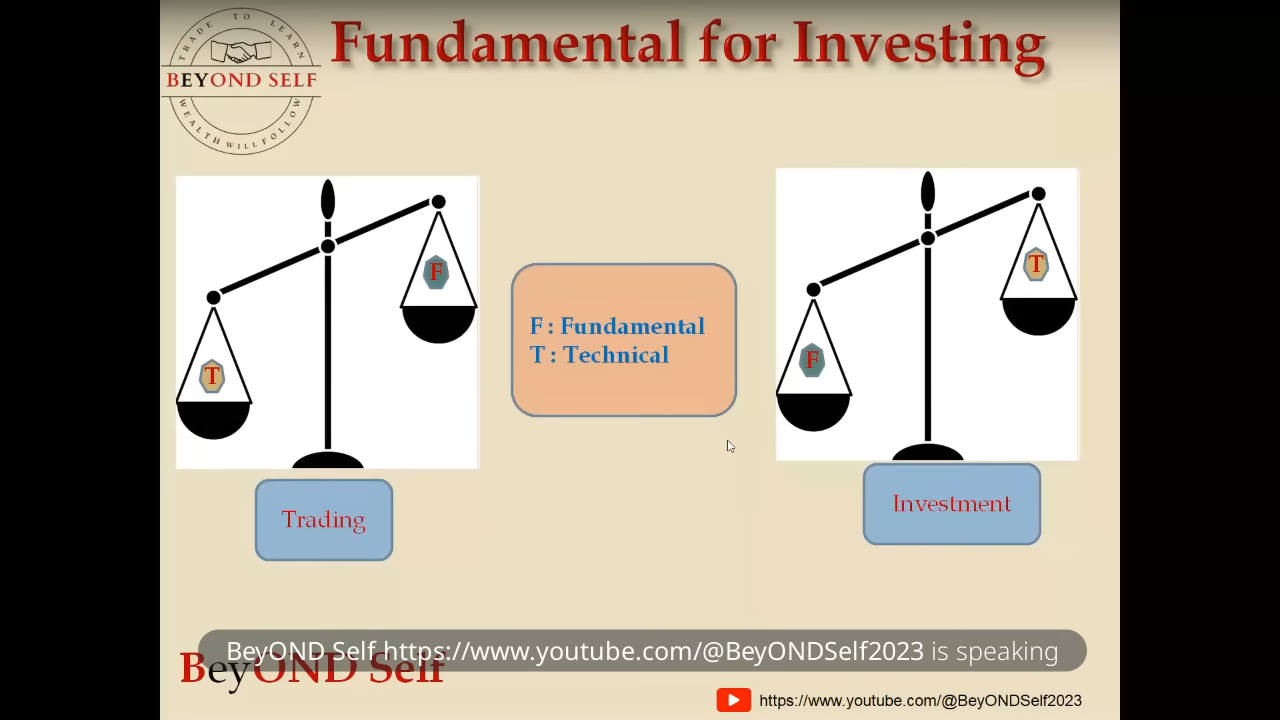 TRADE TO LEARN
BEYOND SELF
WEALTH WILL FOLLOW
Fundamental for Investing
F
T
F : Fundamental
T : Technical
T
F
Trading
Investment
BeyOND Self https://www.youtube.com/@BeyONDSelf2023 is speaking
BeyOND Self
https://www.youtube.com/@BeyONDSelf2023